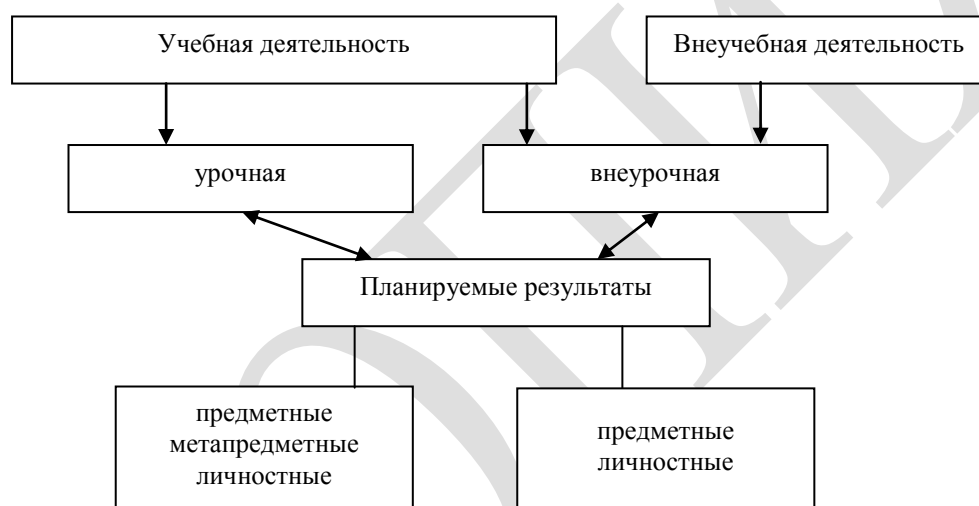 Учебная деятельность
Внеучебная деятельность
урочная
внеурочная
Планируемые результаты
предметные
метапредметные
личностные
предметные
личностные